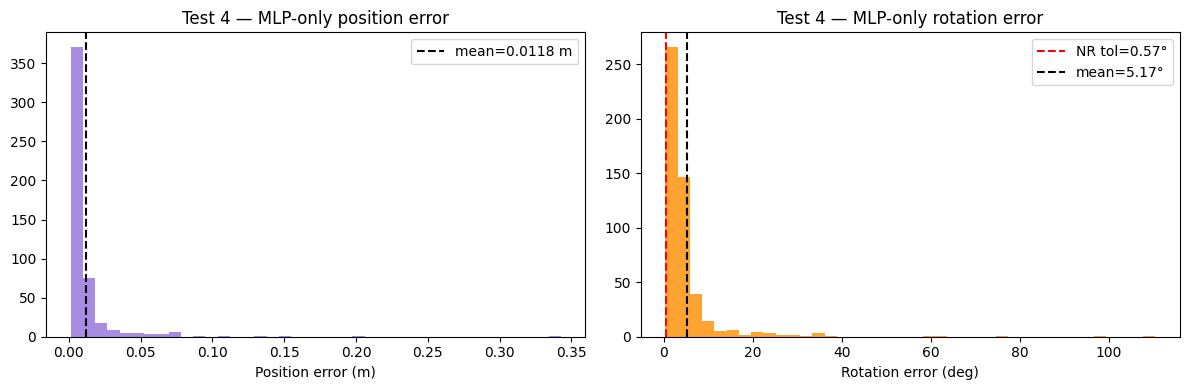 Test 4 — MLP-only position error
mean=0.0118 m
350
300
250
200
150
100
50
0
0.00 0.05 0.10 0.15 0.20 0.25 0.30 0.35
Position error (m)
Test 4 — MLP-only rotation error
NR tol=0.57°
mean=5.17°
250
200
150
100
50
0
0 20 40 60 80 100
Rotation error (deg)